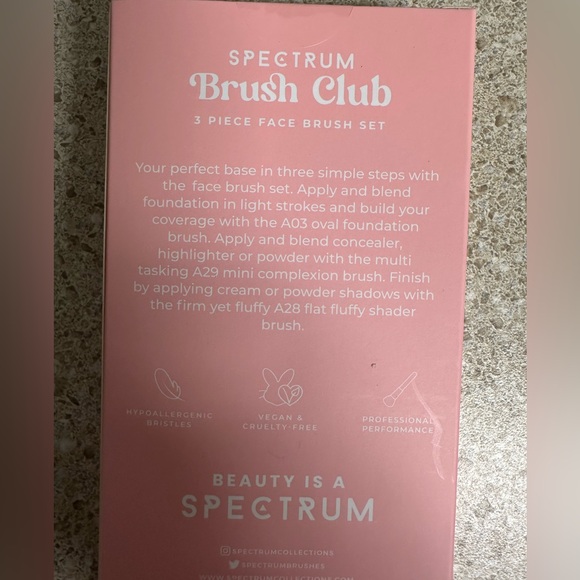 SPECTRUM
Brush Club
3 PIECE FACE BRUSH SET
Your perfect base in three simple steps with
the face brush set. Apply and blend
foundation in light strokes and build your
coverage with the A03 oval foundation
brush. Apply and blend concealer,
highlighter or powder with the multi
tasking A29 mini complexion brush. Finish
by applying cream or powder shadows with
the firm yet fluffy A28 flat fluffy shader
brush.
HYPOALLERGENIC
BRISTLES
VEGAN &
CRUELTY-FREE
PROFESSIONAL
PERFORMANCE
BEAUTY IS A
SPECTRUM
SPECTRUMCOLLECTIONS
SPECTRUMBRUSHES
WWW.SPECTRUMCOLLECTIONS.COM